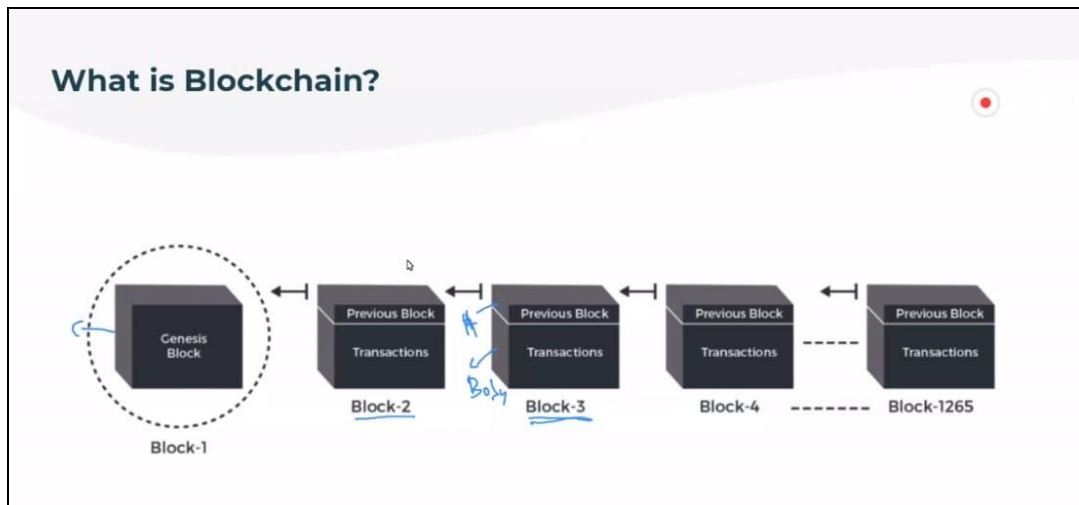 What is Blockchain?
Genesis
Block
Block-1
Previous Block
Transactions
Block-2
H
Body
Previous Block
Transactions
Block-3
Previous Block
Transactions
Block-4
Previous Block
Transactions
Block-1265